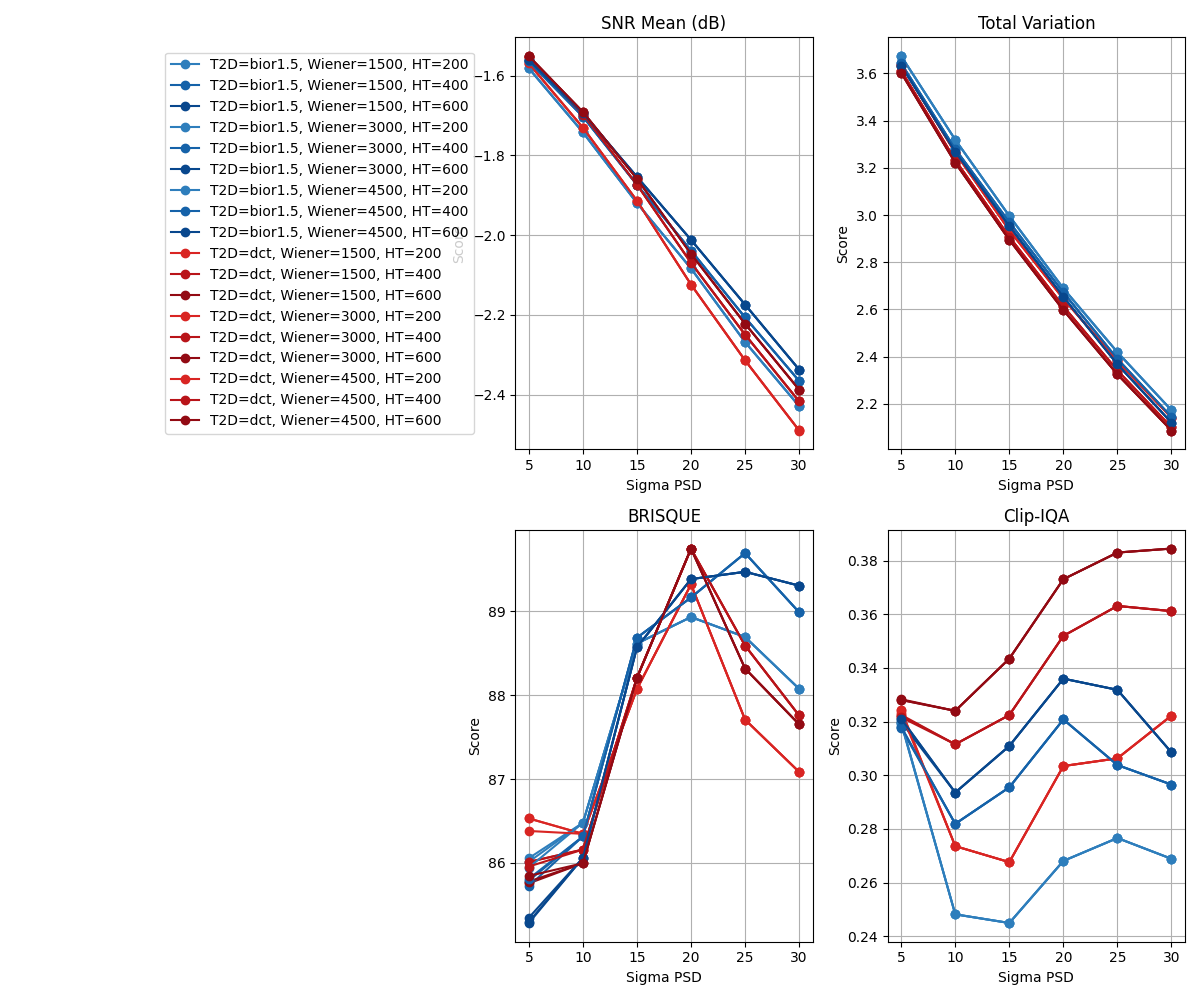 SNR Mean (dB)
Total Variation
T2D=bior1.5, Wiener=1500, HT=200
T2D=bior1.5, Wiener=1500, HT=400
T2D=bior1.5, Wiener=1500, HT=600
T2D=bior1.5, Wiener=3000, HT=200
T2D=bior1.5, Wiener=3000, HT=400
T2D=bior1.5, Wiener=3000, HT=600
T2D=bior1.5, Wiener=4500, HT=200
T2D=bior1.5, Wiener=4500, HT=400
T2D=bior1.5, Wiener=4500, HT=600
T2D=dct, Wiener=1500, HT=200
T2D=dct, Wiener=1500, HT=400
T2D=dct, Wiener=1500, HT=600
T2D=dct, Wiener=3000, HT=200
T2D=dct, Wiener=3000, HT=400
T2D=dct, Wiener=3000, HT=600
T2D=dct, Wiener=4500, HT=200
T2D=dct, Wiener=4500, HT=400
T2D=dct, Wiener=4500, HT=600
Score
−1.6
−1.8
−2.0
−2.2
−2.4
5 10 15 20 25 30
Sigma PSD
Score
3.6
3.4
3.2
3.0
2.8
2.6
2.4
2.2
5 10 15 20 25 30
Sigma PSD
BRISQUE
Score
89
88
87
86
5 10 15 20 25 30
Sigma PSD
Clip-IQA
Score
0.38
0.36
0.34
0.32
0.30
0.28
0.26
0.24
5 10 15 20 25 30
Sigma PSD